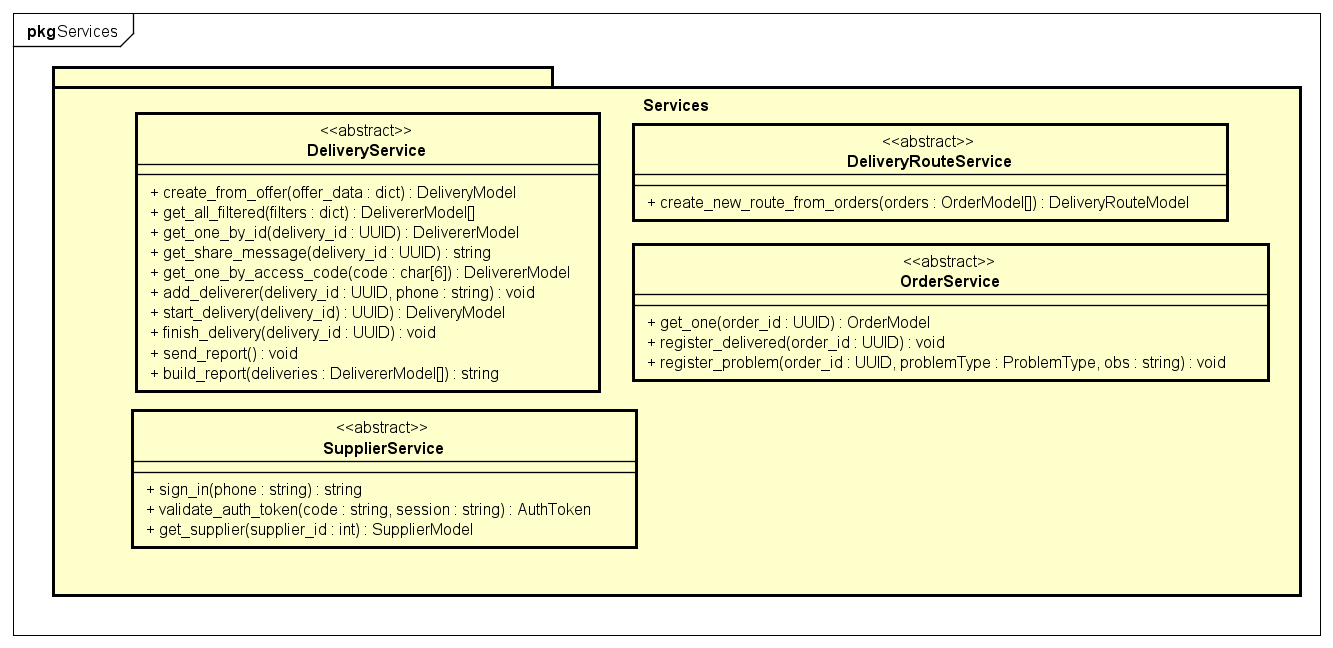 pkg Services
Services
<<abstract>>
DeliveryService
+ create_from_offer(offer_data : dict) : DeliveryModel
+ get_all_filtered(filters : dict) : DelivererModel[]
+ get_one_by_id(delivery_id : UUID) : DelivererModel
+ get_share_message(delivery_id : UUID) : string
+ get_one_by_access_code(code : char[6]) : DelivererModel
+ add_deliverer(delivery_id : UUID, phone : string) : void
+ start_delivery(delivery_id) : UUID) : DeliveryModel
+ finish_delivery(delivery_id : UUID) : void
+ send_report() : void
+ build_report(deliveries : DelivererModel[]) : string
<<abstract>>
DeliveryRouteService
+ create_new_route_from_orders(orders : OrderModel[]) : DeliveryRouteModel
<<abstract>>
OrderService
+ get_one(order_id : UUID) : OrderModel
+ register_delivered(order_id : UUID) : void
+ register_problem(order_id : UUID, problemType : ProblemType, obs : string) : void
<<abstract>>
SupplierService
+ sign_in(phone : string) : string
+ validate_auth_token(code : string, session : string) : AuthToken
+ get_supplier(supplier_id : int) : SupplierModel